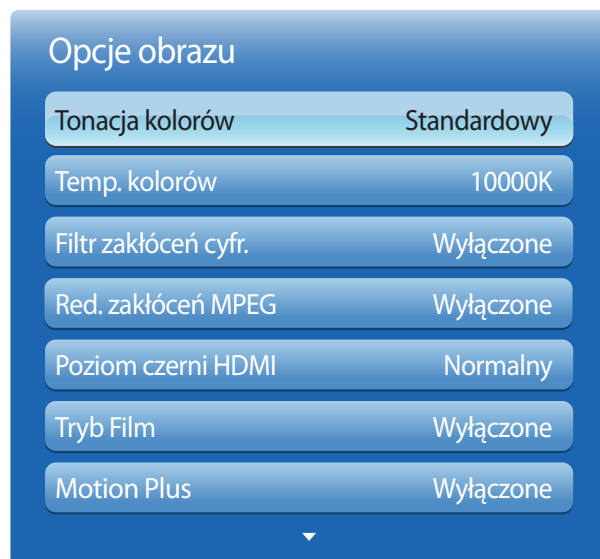 Opcje obrazu
Tonacja kolorów Standardowy
Temp. kolorów 10000K
Filtr zakłóceń cyfr. Wyłączone
Red. zakłóceń MPEG Wyłączone
Poziom czerni HDMI Normalny
Tryb Film Wyłączone
Motion Plus Wyłączone